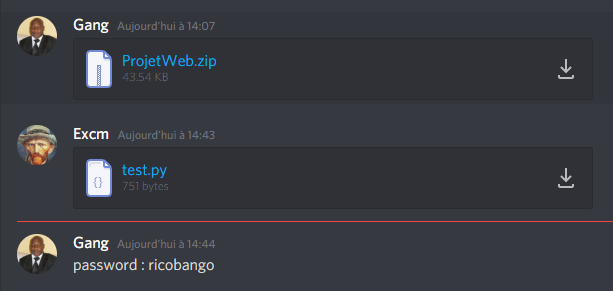 Gang Aujourd'hui à 14:07
ProjetWeb.zip
43.54 KB
Excm Aujourd'hui à 14:43
{}
test.py
751 bytes
Gang Aujourd'hui à 14:44
password : ricobango